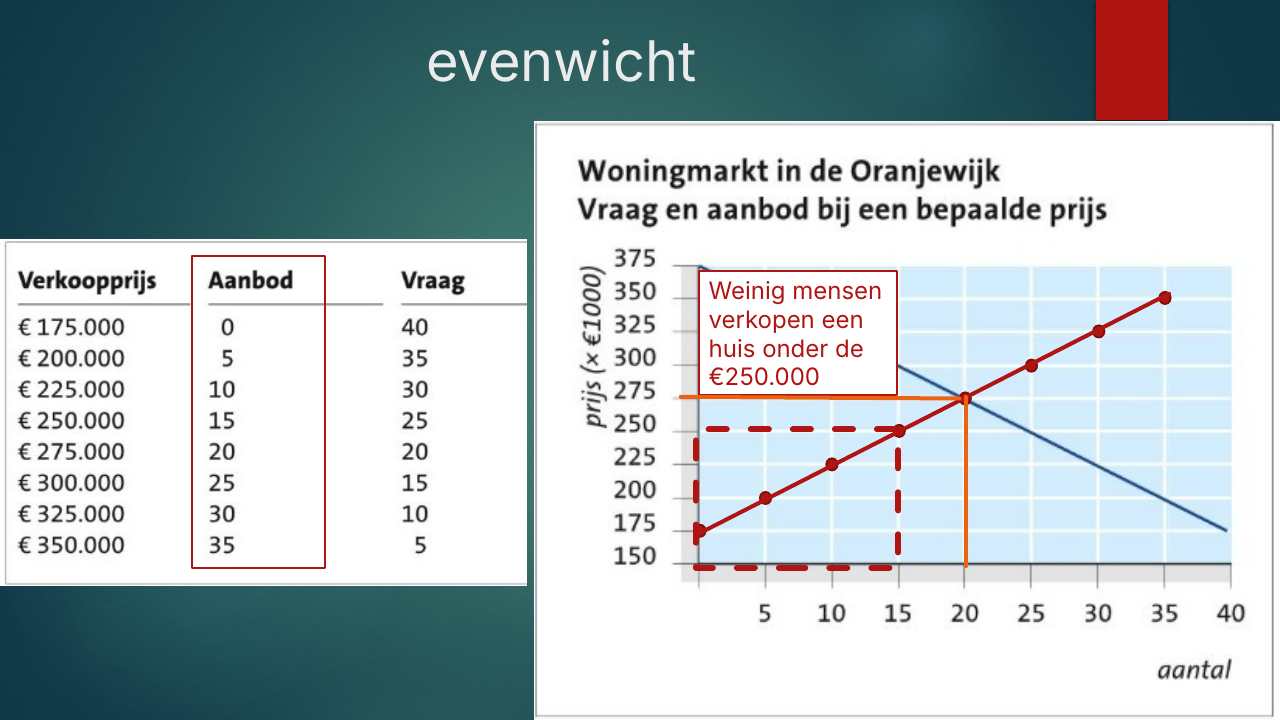 evenwicht
Verkoopprijs Aanbod Vraag
€ 175.000 0 40
€ 200.000 5 35
€ 225.000 10 30
€ 250.000 15 25
€ 275.000 20 20
€ 300.000 25 15
€ 325.000 30 10
€ 350.000 35 5
Woningmarkt in de Oranjewijk
Vraag en aanbod bij een bepaalde prijs
prijs (× €1000)
375
350
325
300
275
250
225
200
175
150
Weinig mensen
verkopen een
huis onder de
€250.000
5 10 15 20 25 30 35 40
aantal